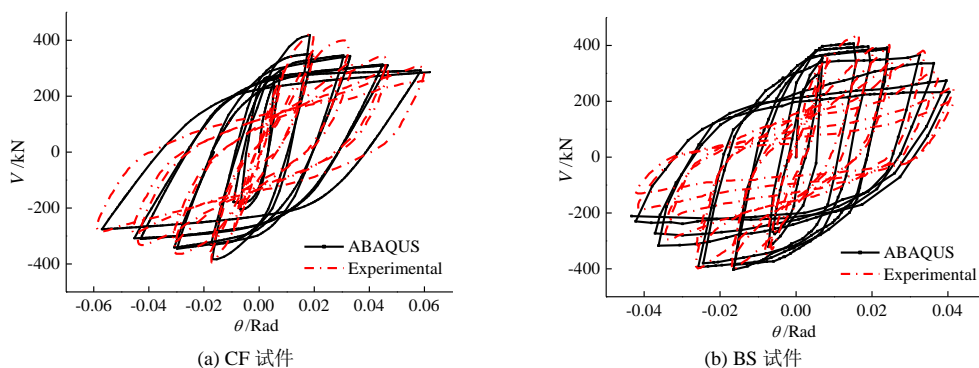 400
200
0
-200
-400
V /kN
ABAQUS
Experimental
-0.06 -0.04 -0.02 0.00 0.02 0.04 0.06
θ /Rad
(a) CF 试件
400
200
0
-200
-400
V /kN
ABAQUS
Experimental
-0.04 -0.02 0.00 0.02 0.04
θ /Rad
(b) BS 试件